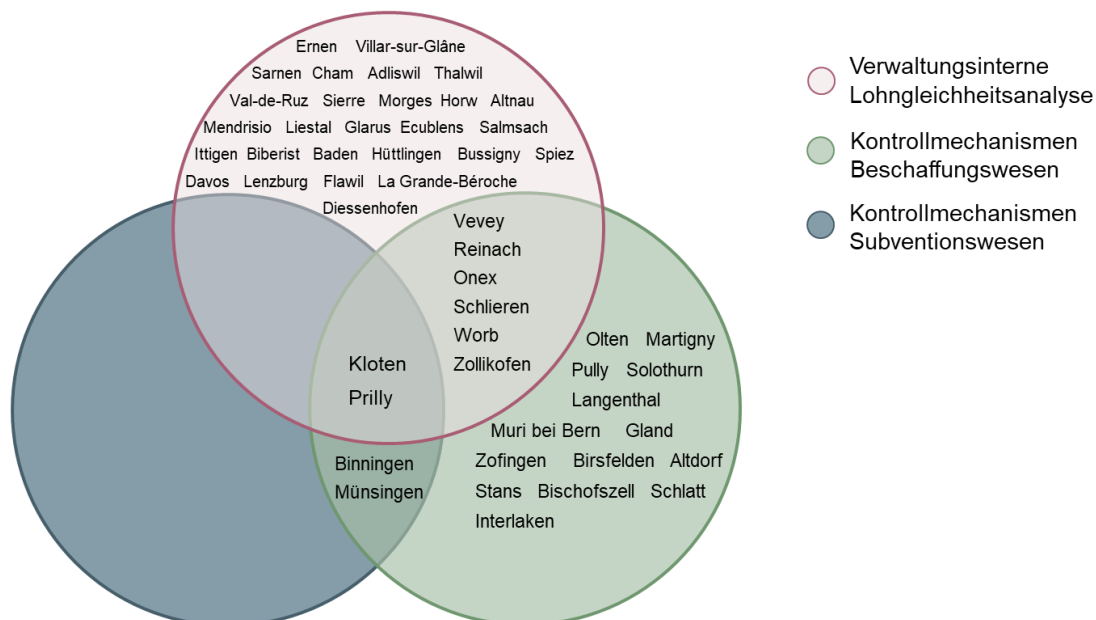 Ernen Villar-sur-Glâne
Sarnen Cham Adliswil Thalwil
Val-de-Ruz Sierre Morges Horw Altnau
Mendrisio Liestal Glarus Ecublens Salmsach
Ittigen Biberist Baden Hüttlingen Bussigny Spiez
Davos Lenzburg Flawil La Grande-Béroche
Diessenhofen
Vevey
Reinach
Onex
Schlieren
Worb
Zollikofen
Kloten
Prilly
Binningen
Münsingen
Olten Martigny
Pully Solothurn
Langenthal
Muri bei Bern Gland
Zofingen Birsfelden Altdorf
Stans Bischofszell Schlatt
Interlaken
Verwaltungsinterne
Lohngleichheitsanalyse
Kontrollmechanismen
Beschaffungswesen
Kontrollmechanismen
Subventionswesen